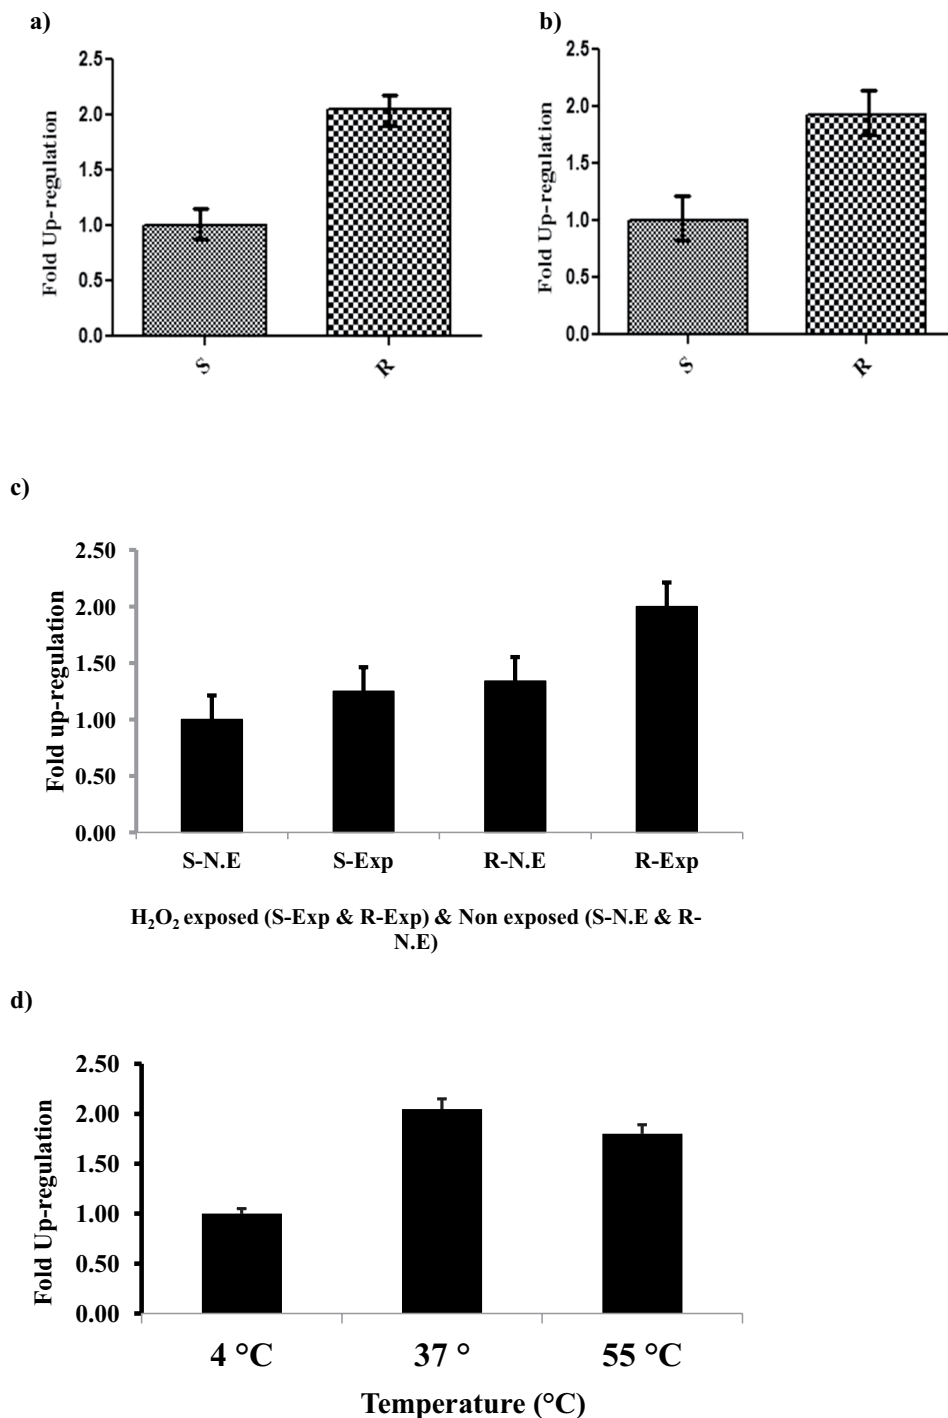 a)
Fold Up-regulation
2.5
2.0
1.5
1.0
0.5
0.0
S
R
b)
Fold Up-regulation
2.5
2.0
1.5
1.0
0.5
0.0
S
R
c)
Fold up-regulation
2.50
2.00
1.50
1.00
0.50
0.00
S-N.E S-Exp R-N.E R-Exp
H₂O₂ exposed (S-Exp & R-Exp) & Non exposed (S-N.E & R-
N.E)
d)
Fold Up-regulation
2.50
2.00
1.50
1.00
0.50
0.00
4 °C 37 ° 55 °C
Temperature (°C)